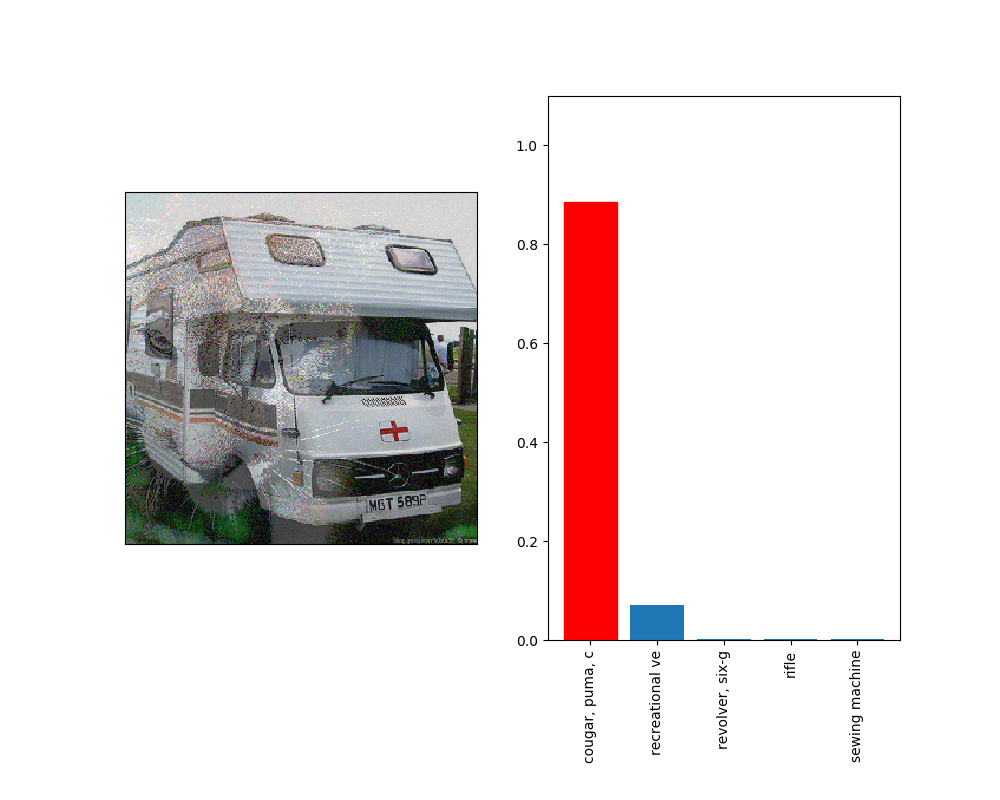 1.0
0.8
0.6
0.4
0.2
0.0
MGT 589P
cougar, puma, c
recreational ve
revolver, six-g
rifle
sewing machine